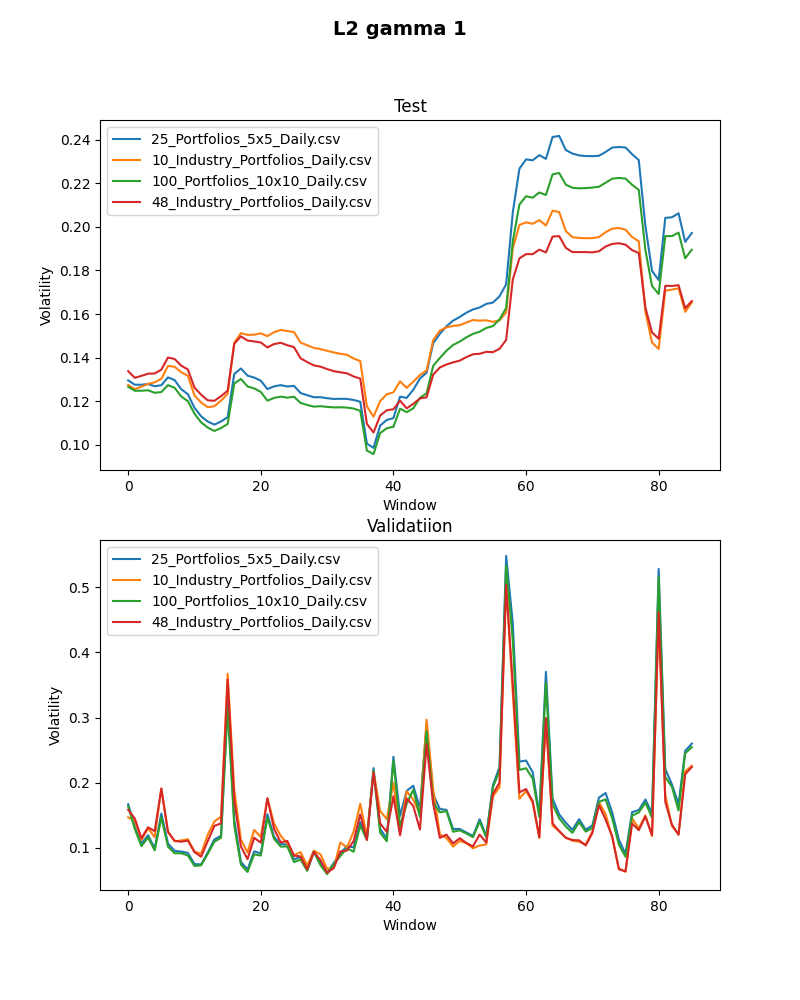 L2 gamma 1
Test
25_Portfolios_5x5_Daily.csv
10_Industry_Portfolios_Daily.csv
100_Portfolios_10x10_Daily.csv
48_Industry_Portfolios_Daily.csv
0.24
0.22
0.20
0.18
0.16
0.14
0.12
0.10
Volatility
0 20 40 60 80
Window
Validatiion
25_Portfolios_5x5_Daily.csv
10_Industry_Portfolios_Daily.csv
100_Portfolios_10x10_Daily.csv
48_Industry_Portfolios_Daily.csv
0.5
0.4
0.3
0.2
0.1
Volatility
0 20 40 60 80
Window